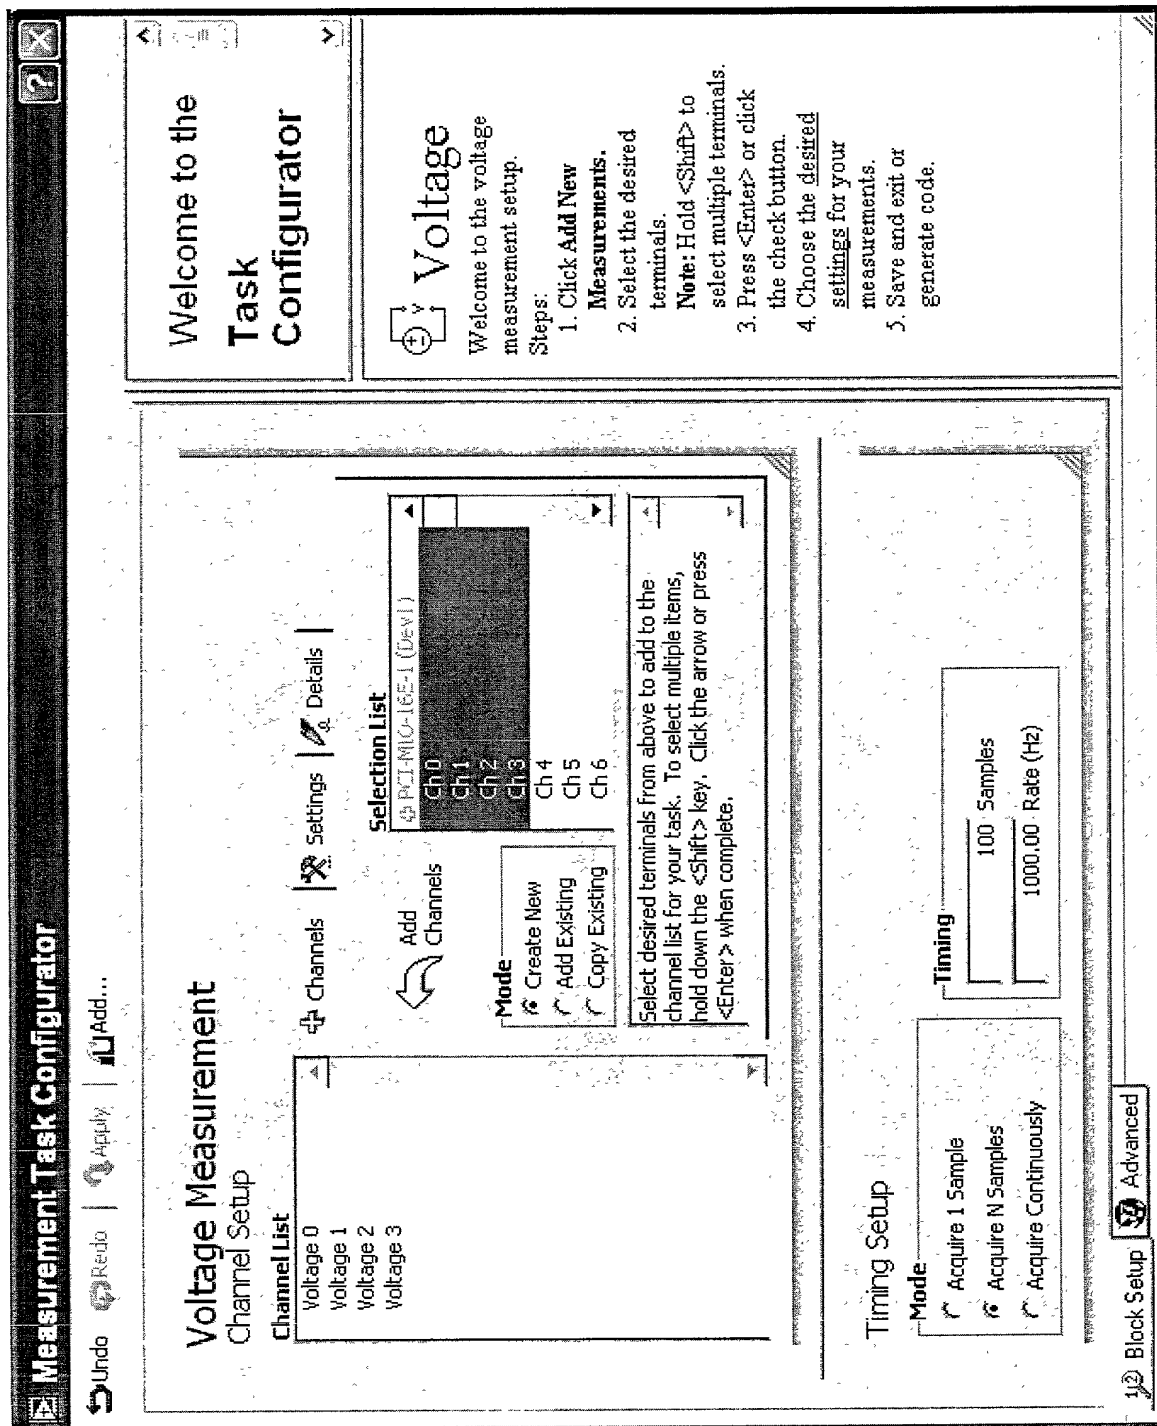 Measurement Task Configurator
?
Undo Redo Apply Add...
Voltage Measurement
Channel Setup
Channel List
Voltage 0
Voltage 1
Voltage 2
Voltage 3
Channels Settings Details
Add
Channels
Selection List
PCI-MIO-16E-1 (Dev1)
Ch 0
Ch 1
Ch 2
Ch 3
Ch 4
Ch 5
Ch 6
Mode
Create New
Add Existing
Copy Existing
Select desired terminals from above to add to the
channel list for your task. To select multiple items,
hold down the <Shift> key. Click the arrow or press
<Enter> when complete.
Timing Setup
Mode
Acquire 1 Sample
Acquire N Samples
Acquire Continuously
Timing
100 Samples
1000.00 Rate (Hz)
Block Setup Advanced
Welcome to the
Task
Configurator
Voltage
Welcome to the voltage
measurement setup.
Steps:
1. Click Add New
Measurements.
2. Select the desired
terminals.
Note: Hold <Shift> to
select multiple terminals.
3. Press <Enter> or click
the check button.
4. Choose the desired
settings for your
measurements.
5. Save and exit or
generate code.